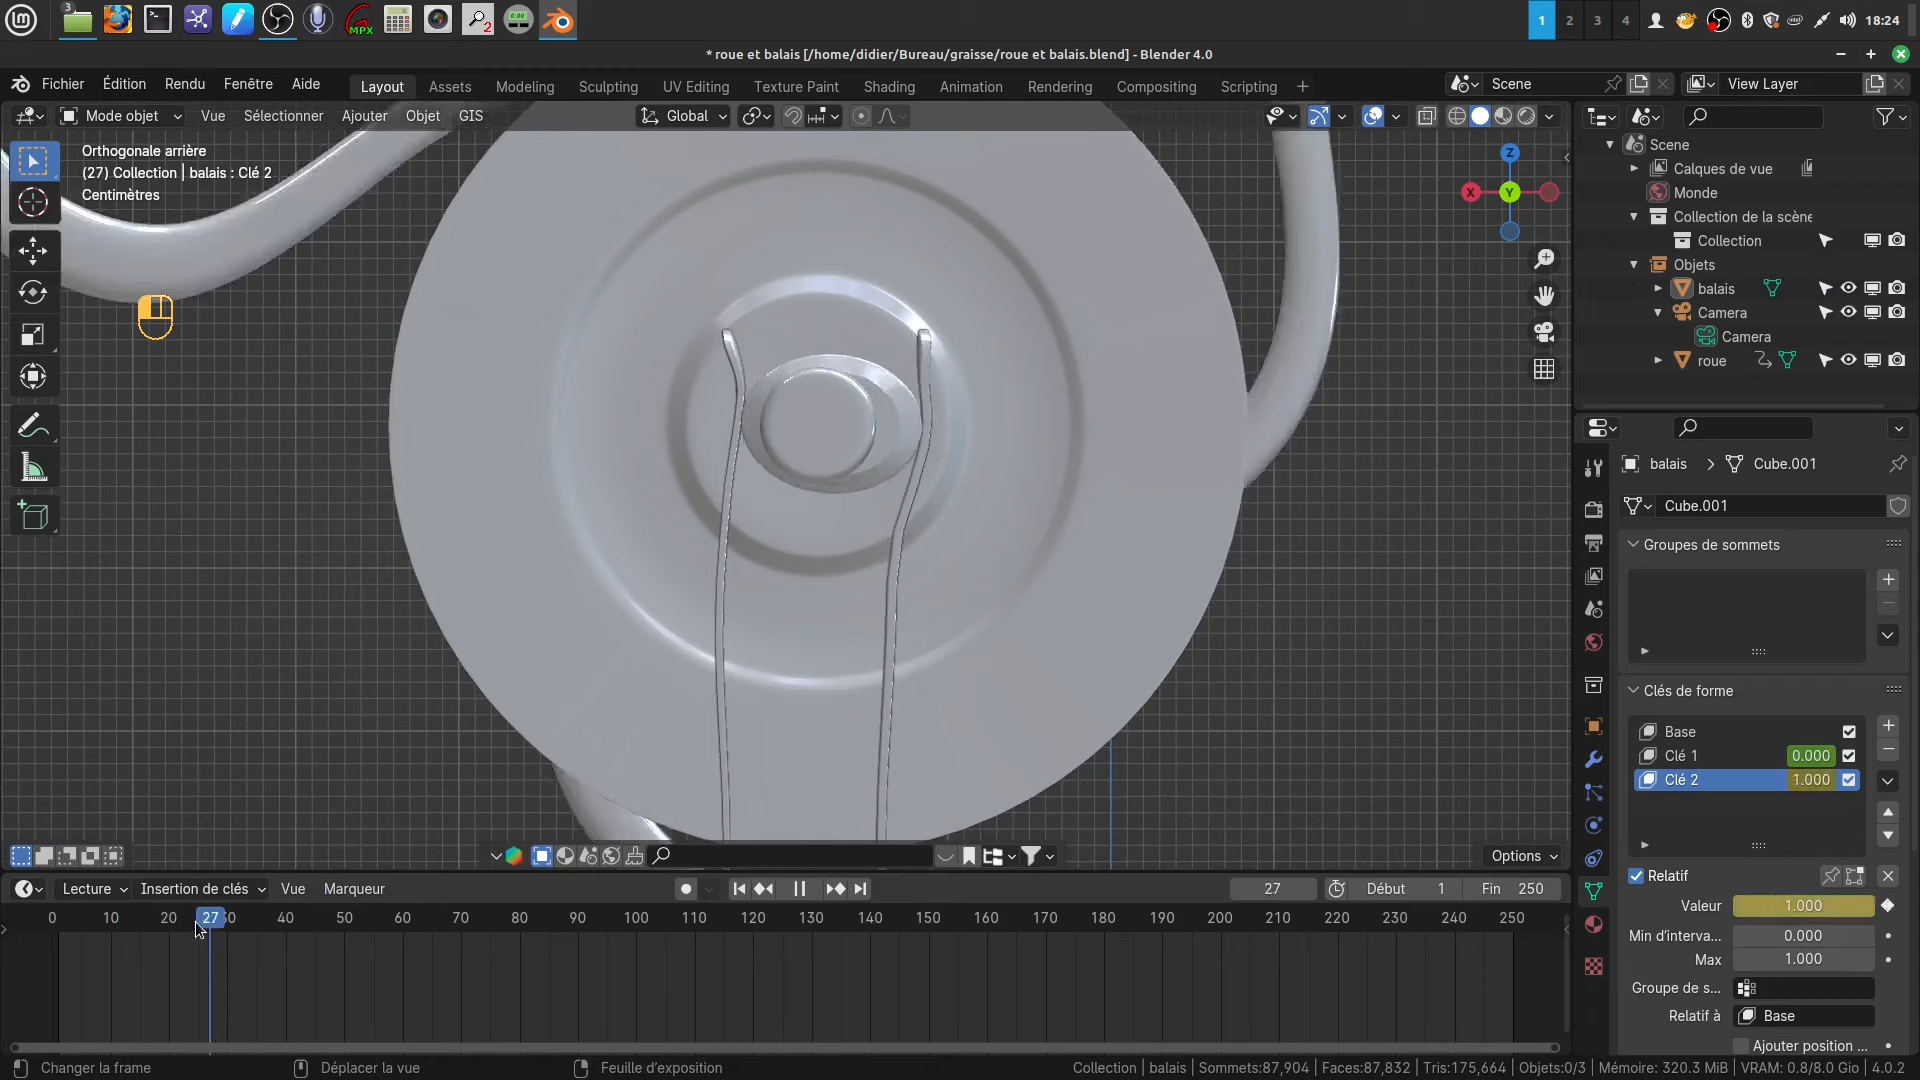 3
MPX
2
1 2 3 4
18:24
* roue et balais [/home/didier/Bureau/graisse/roue et balais.blend] - Blender 4.0
Fichier Édition Rendu Fenêtre Aide
Layout Assets Modeling Sculpting UV Editing Texture Paint Shading Animation Rendering Compositing Scripting +
Scene
View Layer
Mode objet Vue Sélectionner Ajouter Objet GIS
Global
Orthogonale arrière
(27) Collection | balais : Clé 2
Centimètres
Z
X Y
Scene
Calques de vue
Monde
Collection de la scène
Collection
Objets
balais
Camera
Camera
roue
balais > Cube.001
Cube.001
Groupes de sommets
Clés de forme
Base
Clé 1 0.000
Clé 2 1.000
Relatif
Valeur 1.000
Min d'interva... 0.000
Max 1.000
Groupe de s...
Relatif à Base
Ajouter position ...
Options
Lecture Insertion de clés Vue Marqueur
27 Début 1 Fin 250
0 10 20 27 40 50 60 70 80 90 100 110 120 130 140 150 160 170 180 190 200 210 220 230 240 250
Changer la frame Déplacer la vue Feuille d'exposition
Collection | balais | Sommets:87,904 | Faces:87,832 | Tris:175,664 | Objets:0/3 | Mémoire: 320.3 MiB | VRAM: 0.8/8.0 Gio | 4.0.2